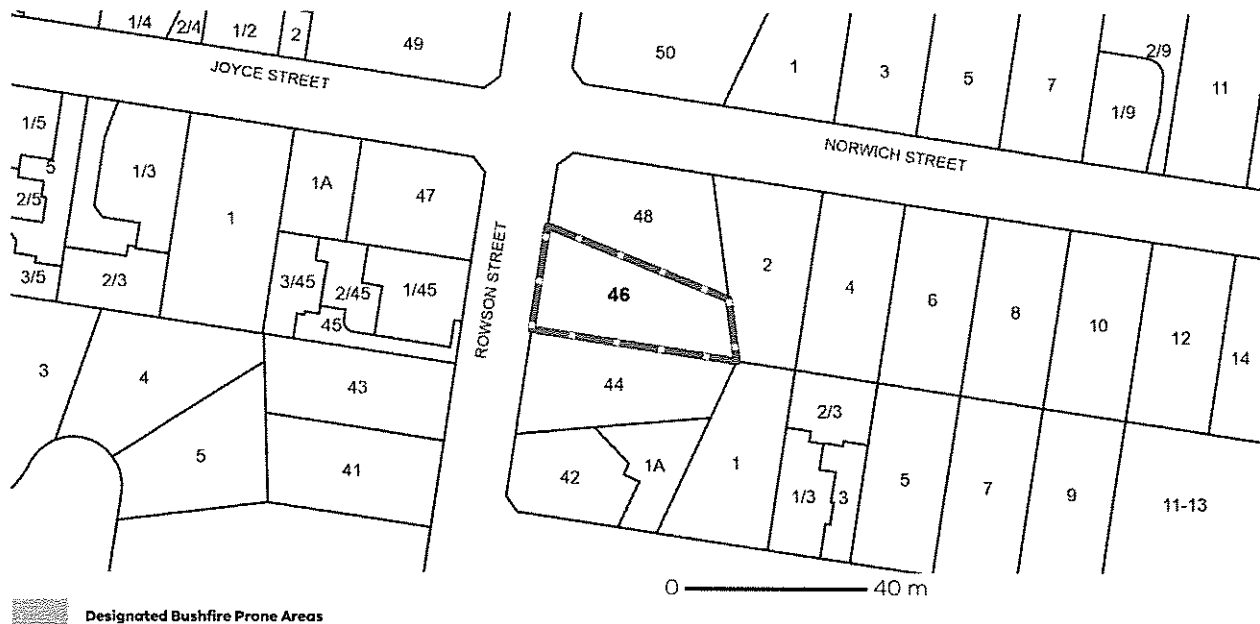 1/4 2/4 1/2 2 49 50 1 3 5 7 2/9 11
1/9
JOYCE STREET
NORWICH STREET
1/5 5 1/3 1 1A 47 48
2/5
3/5 2/3 3/45 2/45 1/45 46 2 4 6 8 10 12 14
45
ROWSON STREET
3 4 43 44
2/3
5 41 42 1A 1 1/3 3 5 7 9 11-13
0 40 m
Designated Bushfire Prone Areas